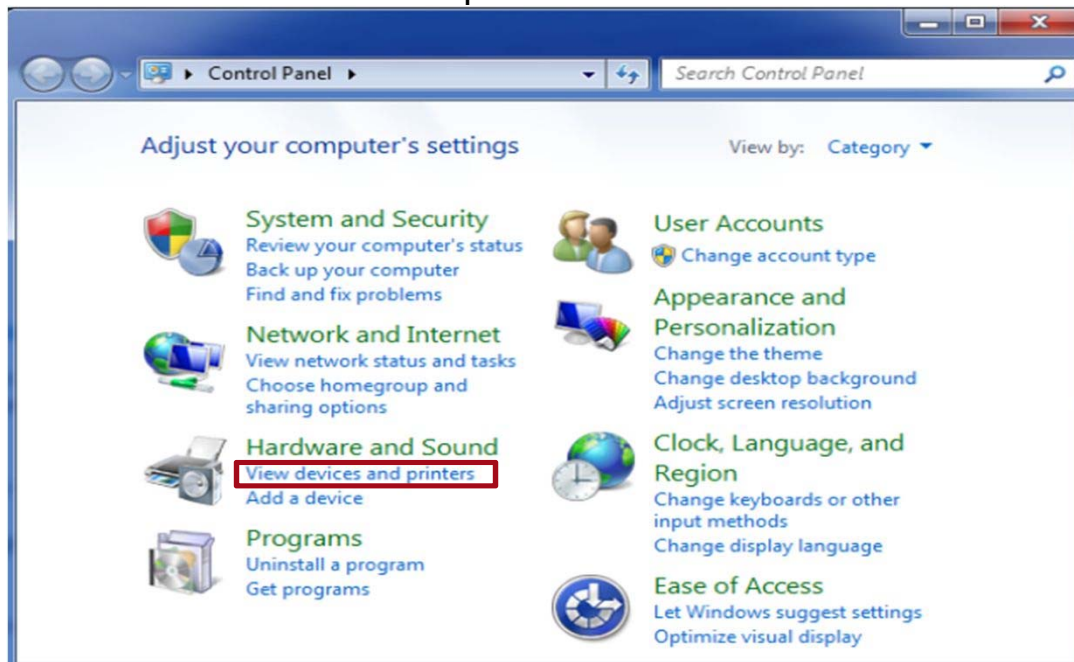 Control Panel
Search Control Panel
Adjust your computer's settings
View by: Category
System and Security
Review your computer's status
Back up your computer
Find and fix problems
Network and Internet
View network status and tasks
Choose homegroup and
sharing options
Hardware and Sound
View devices and printers
Add a device
Programs
Uninstall a program
Get programs
User Accounts
Change account type
Appearance and
Personalization
Change the theme
Change desktop background
Adjust screen resolution
Clock, Language, and
Region
Change keyboards or other
input methods
Change display language
Ease of Access
Let Windows suggest settings
Optimize visual display